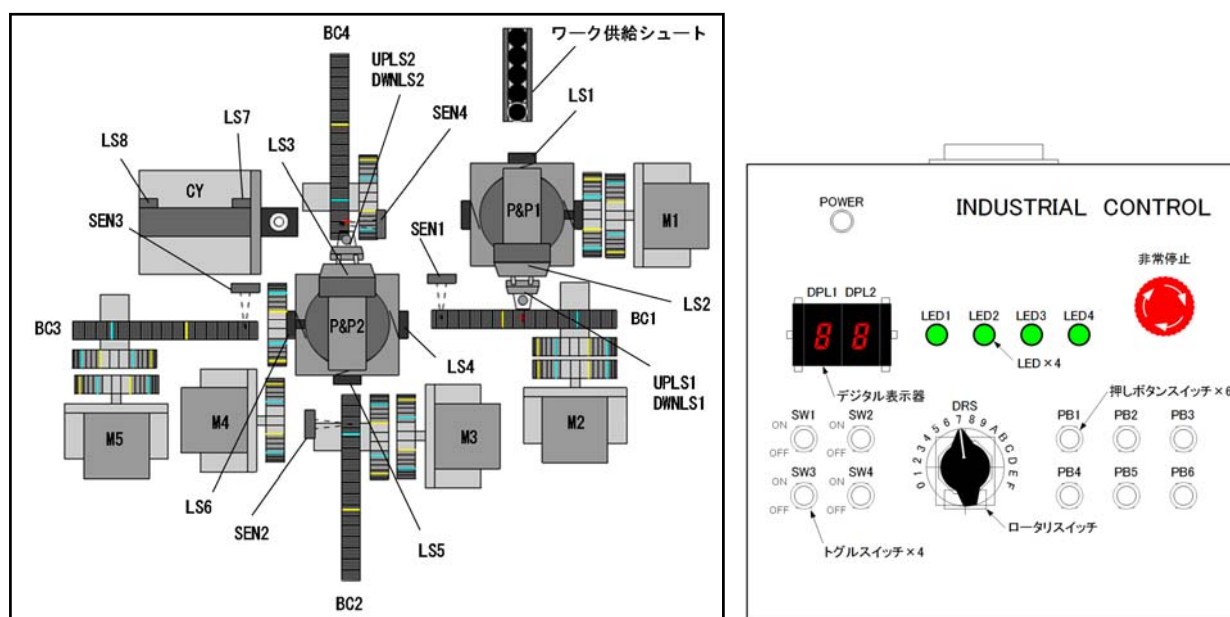 BC4
ワーク供給シュート
UPLS2
DWNLS2
LS1
SEN4
LS7
LS3
LS8
CY
P&P1
M1
SEN3
SEN1
LS2
BC3
P&P2
BC1
LS4
UPLS1
DWNLS1
M5
M4
M3
M2
LS6
SEN2
LS5
BC2
POWER
INDUSTRIAL CONTROL
非常停止
DPL1 DPL2
LED1 LED2 LED3 LED4
8 8
LED×4
デジタル表示器
押しボタンスイッチ×6
SW1 SW2
ON ON
OFF OFF
DRS
PB1 PB2 PB3
0 1 2 3 4 5 6 7 8 9 A B C D E F
SW3 SW4
ON ON
OFF OFF
PB4 PB5 PB6
ロータリスイッチ
トグルスイッチ×4